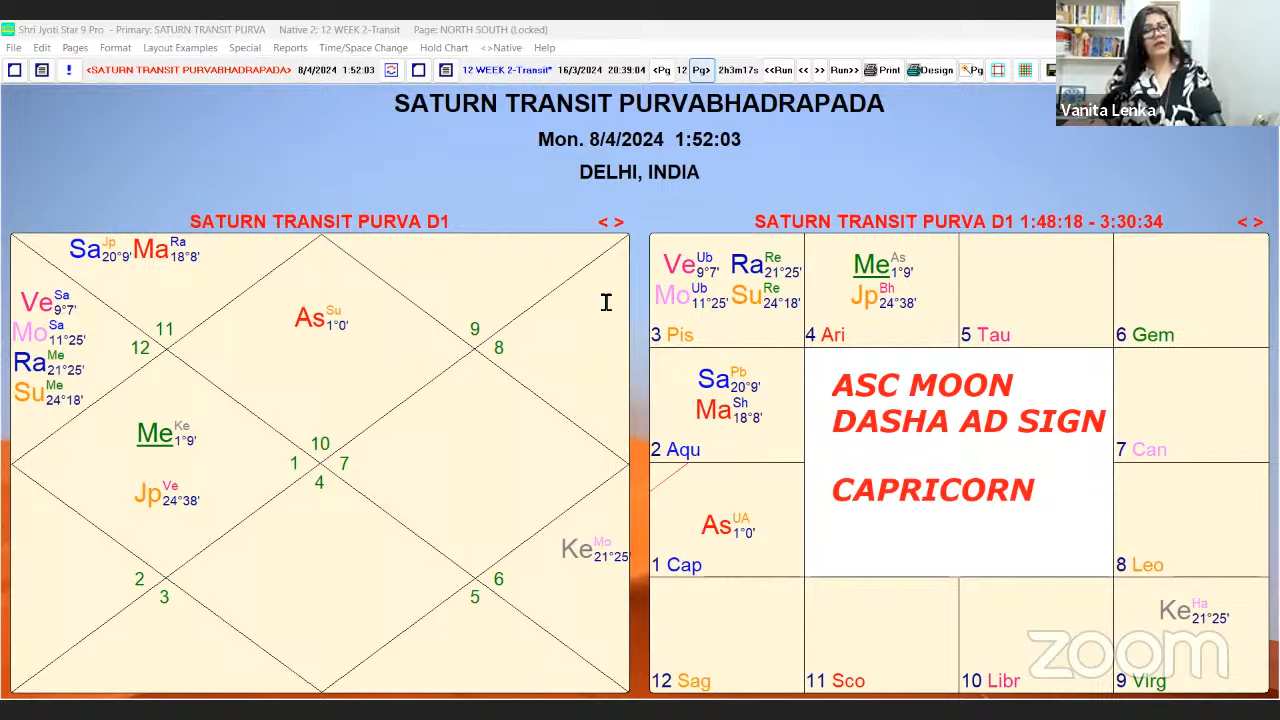 Shri Jyoti Star 9 Pro - Primary: SATURN TRANSIT PURVA Native 2: 12 WEEK 2-Transit Page: NORTH SOUTH (Locked)
File Edit Pages Format Layout Examples Special Reports Time/Space Change Hold Chart <>Native Help
<SATURN TRANSIT PURVABHADRAPADA> 8/4/2024 1:52:03 12 WEEK 2-Transit* 16/3/2024 20:39:04 <Pg 12 Pg> 2h3m17s <<Run << >> Run>> Print Design Pg
Vanita Lenka
SATURN TRANSIT PURVABHADRAPADA
Mon. 8/4/2024 1:52:03
DELHI, INDIA
SATURN TRANSIT PURVA D1 < >
Sa Jp 20°9' Ma Ra 18°8'
Ve Sa 9°7'
Mo Sa 11°25'
Ra Me 21°25'
Su Me 24°18'
As Su 1°0'
11
12
9
8
Me Ke 1°9'
Jp Ve 24°38'
10
1 7
4
Ke Mo 21°25'
2
3
6
5
SATURN TRANSIT PURVA D1 1:48:18 - 3:30:34 < >
Ve Ub 9°7' Ra Re 21°25'
Mo Ub 11°25' Su Re 24°18'
3 Pis
Me As 1°9'
Jp Bh 24°38'
4 Ari
5 Tau
6 Gem
Sa Pb 20°9'
Ma Sh 18°8'
2 Aqu
ASC MOON
DASHA AD SIGN
CAPRICORN
7 Can
As UA 1°0'
1 Cap
8 Leo
12 Sag
11 Sco
10 Libr
Ke Ha 21°25'
9 Virg
zoom